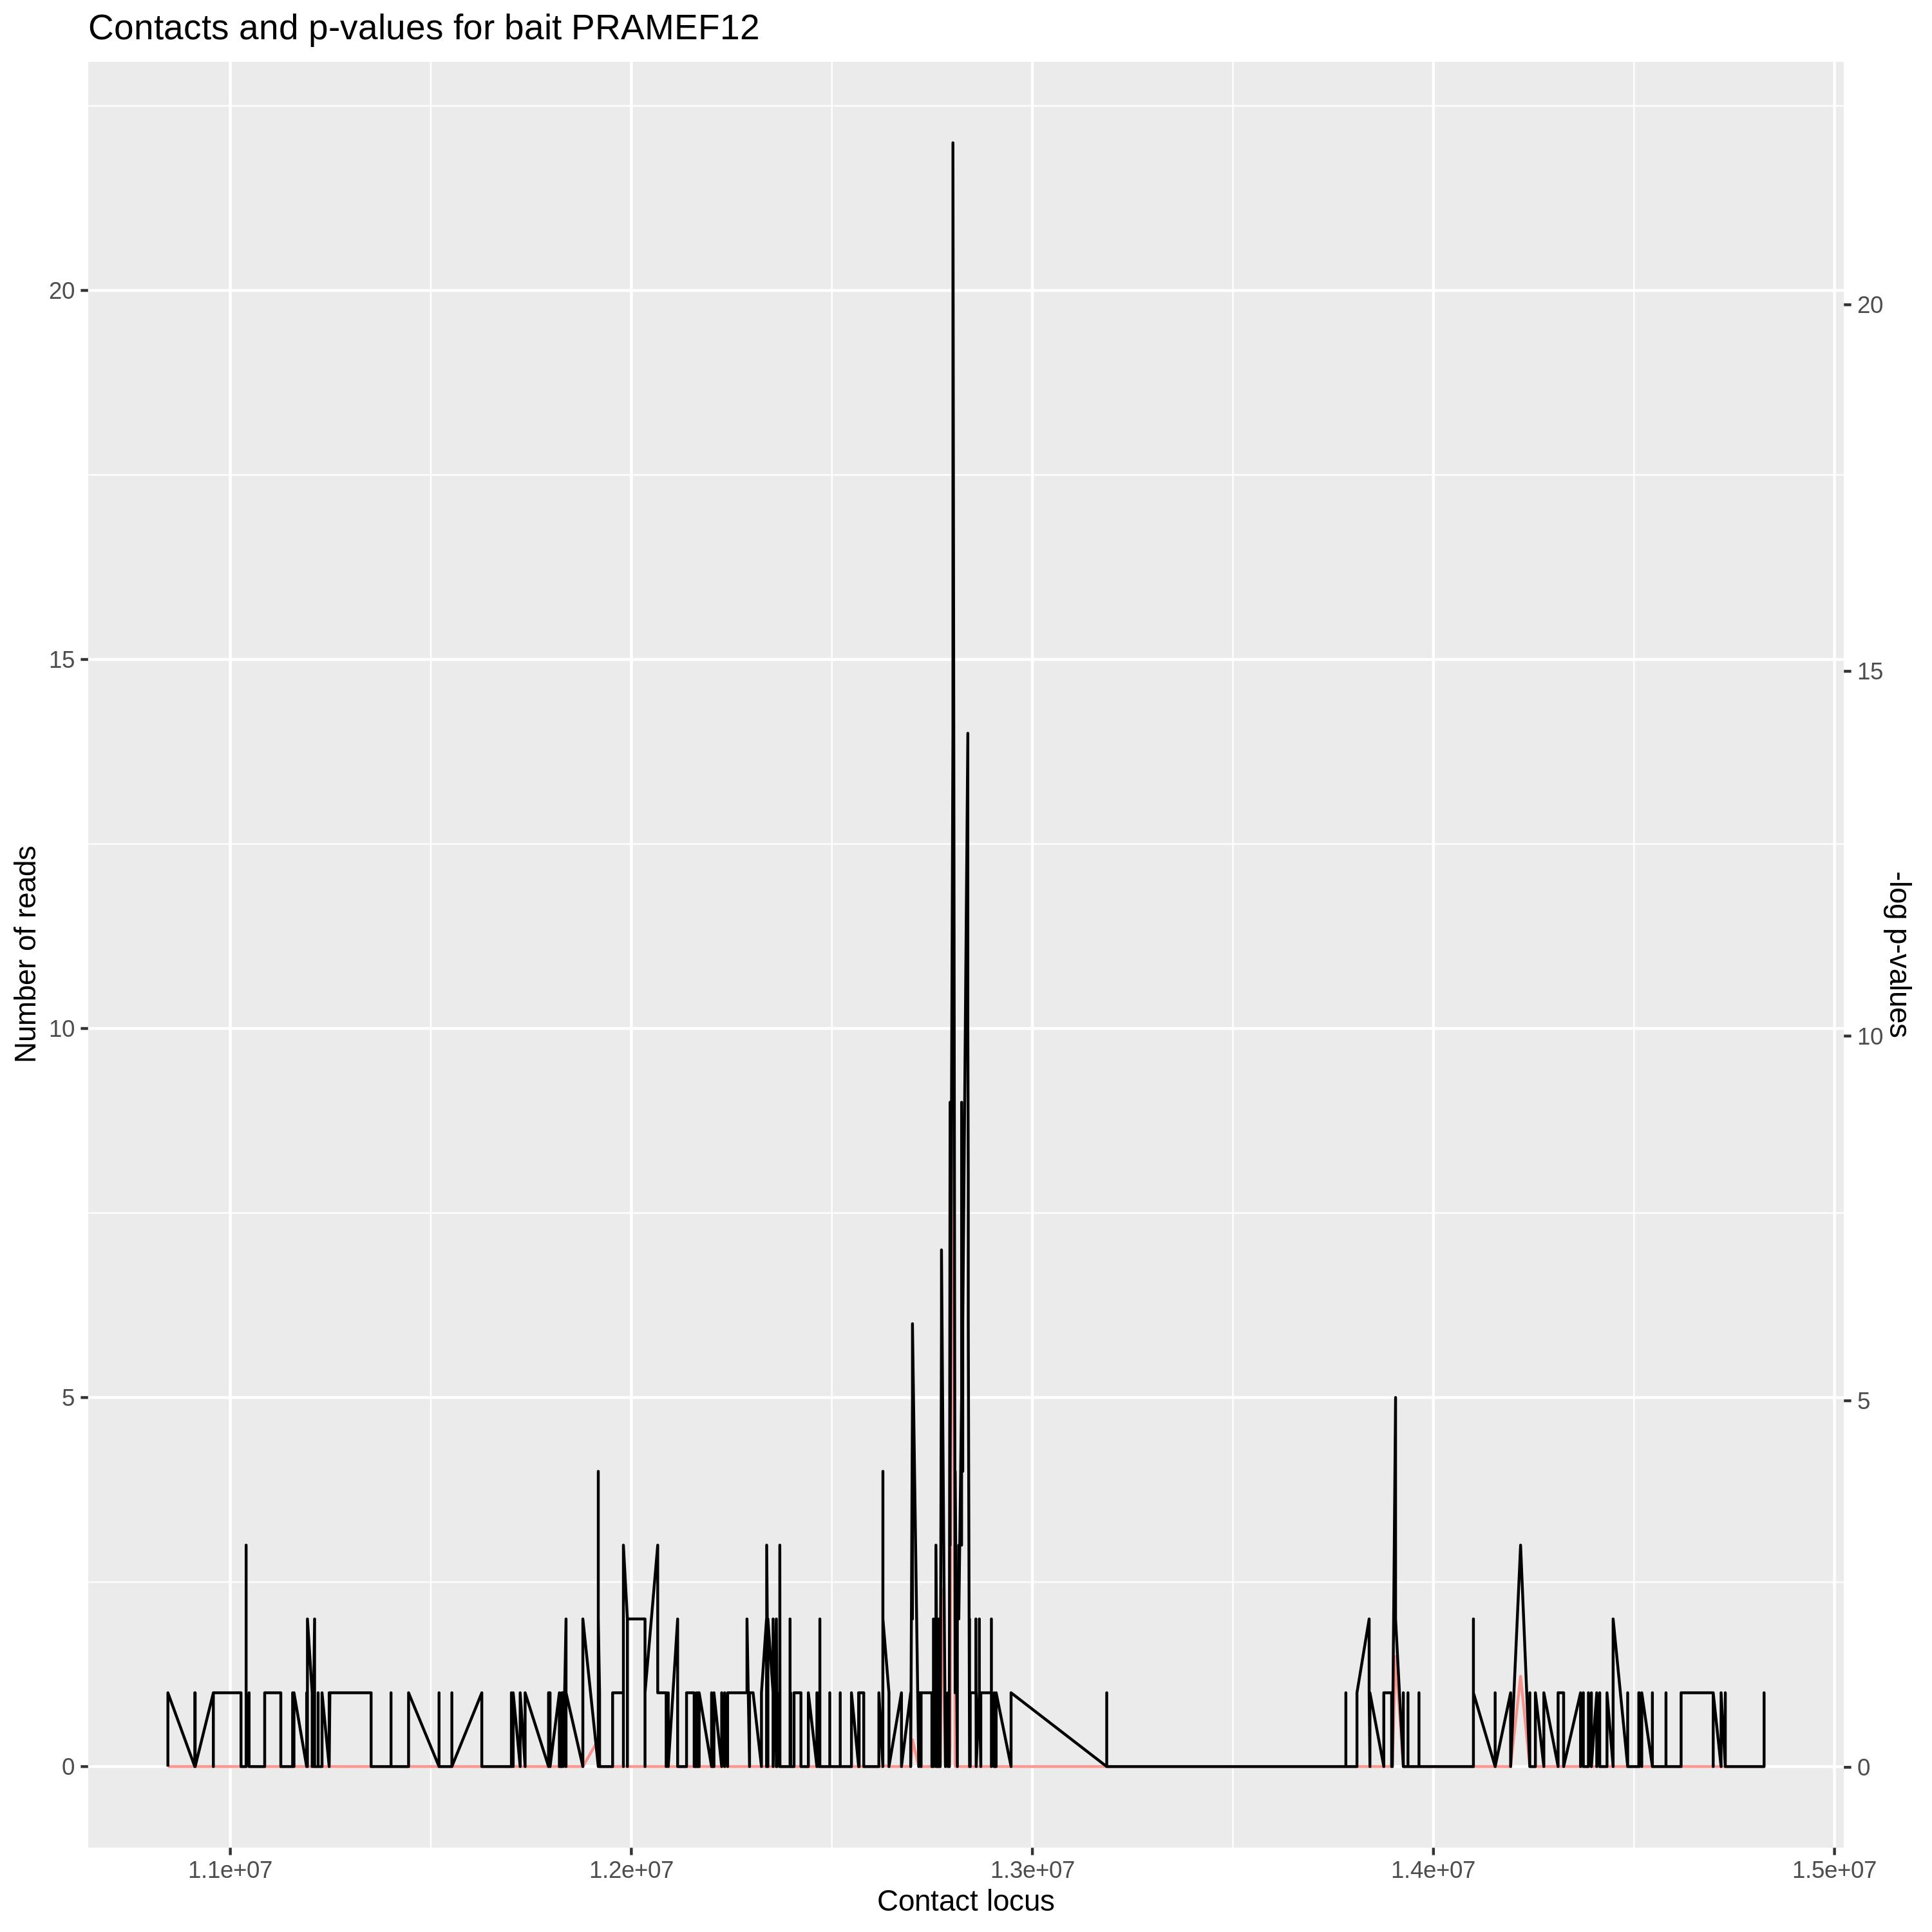 Contacts and p-values for bait PRAMEF12
Number of reads
20
15
10
5
0
20
15
10
5
0
-log p-values
1.1e+07
1.2e+07
1.3e+07
1.4e+07
1.5e+07
Contact locus